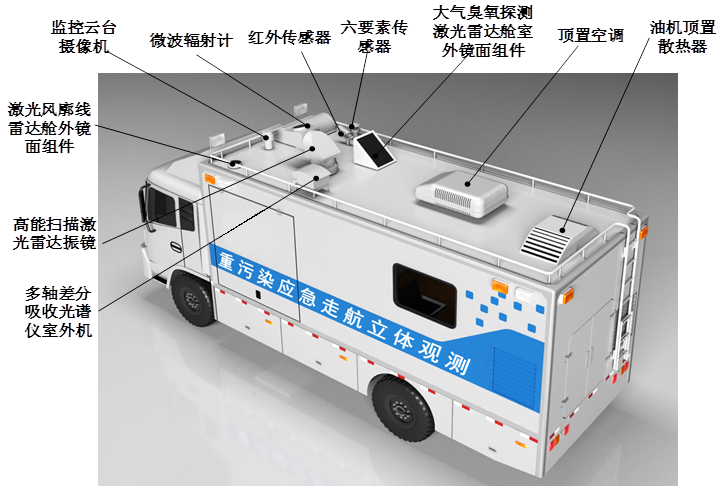 监控云台
摄像机
微波辐射计
红外传感器
六要素传
感器
大气臭氧探测
激光雷达舱室
外镜面组件
顶置空调
油机顶置
散热器
激光风廓线
雷达舱外镜
面组件
高能扫描激
光雷达振镜
多轴差分
吸收光谱
仪室外机
重污染应急走航立体观测